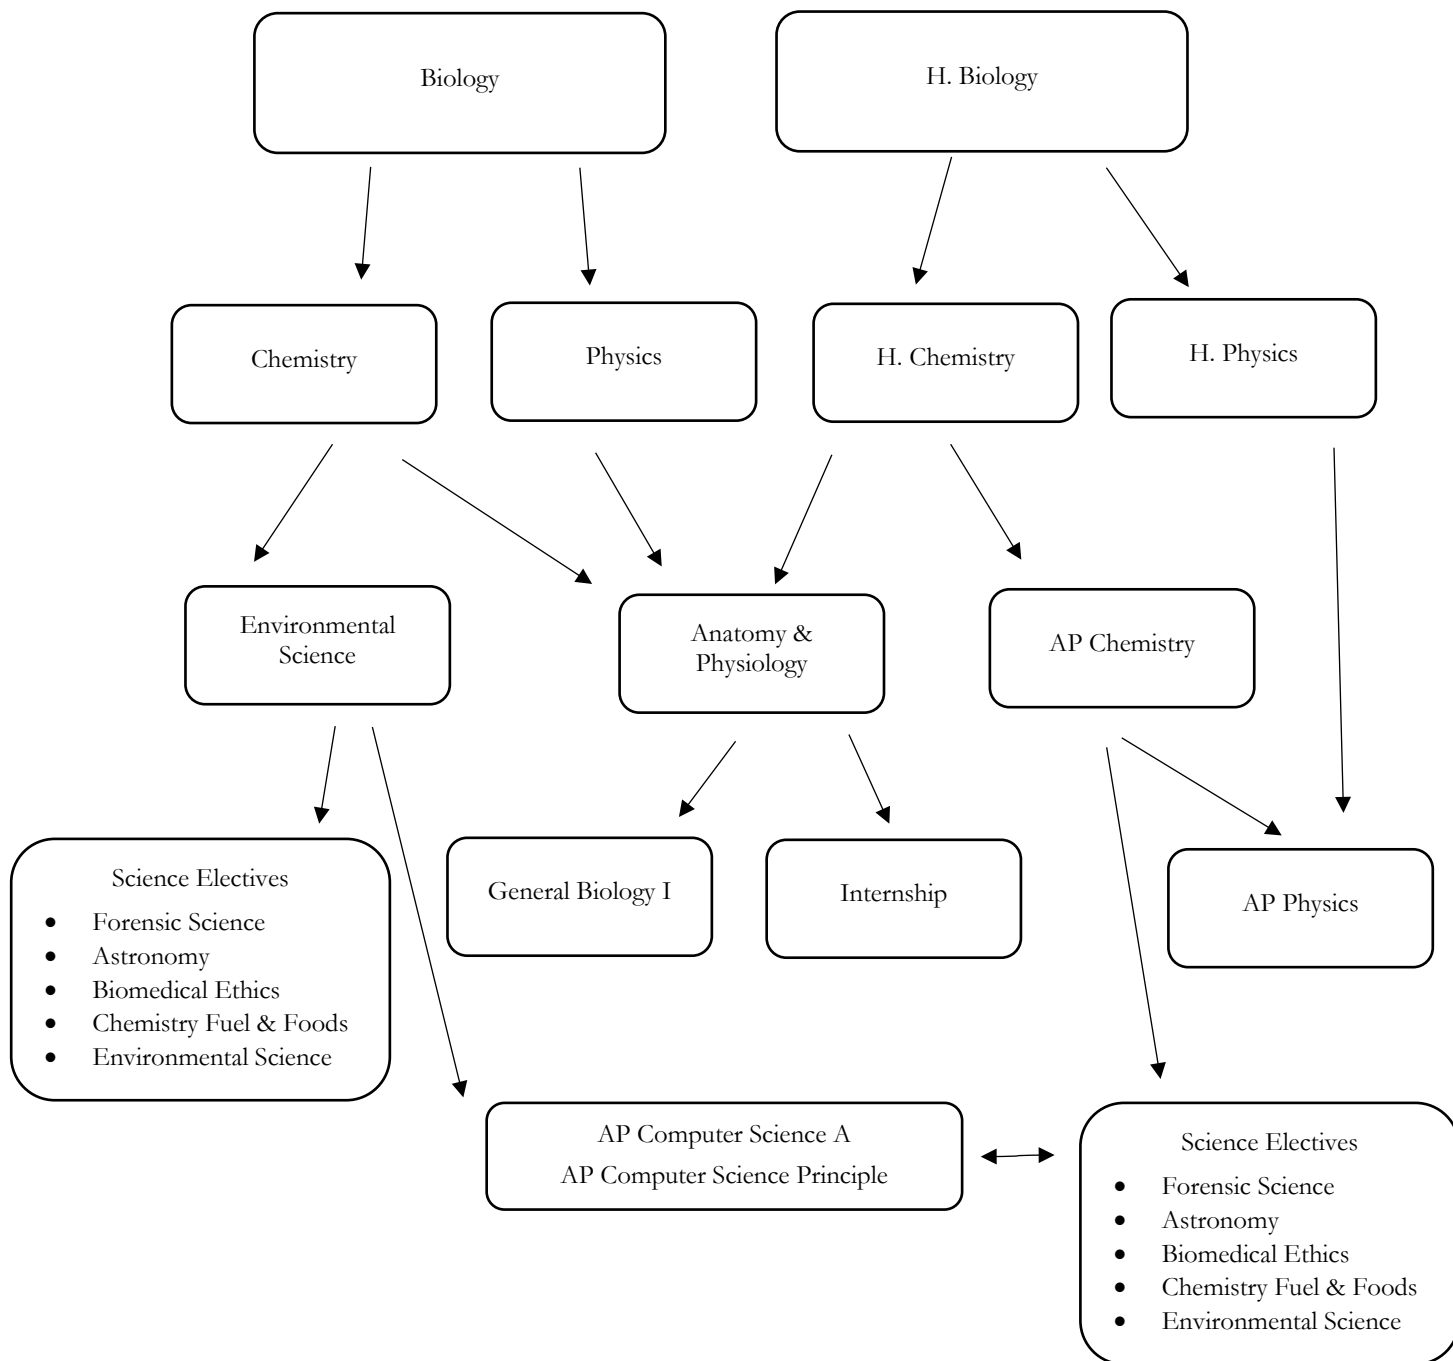 Biology
H. Biology
Chemistry
Physics
H. Chemistry
H. Physics
Environmental
Science
Anatomy &
Physiology
AP Chemistry
Science Electives
• Forensic Science
• Astronomy
• Biomedical Ethics
• Chemistry Fuel & Foods
• Environmental Science
General Biology I
Internship
AP Physics
AP Computer Science A
AP Computer Science Principle
Science Electives
• Forensic Science
• Astronomy
• Biomedical Ethics
• Chemistry Fuel & Foods
• Environmental Science